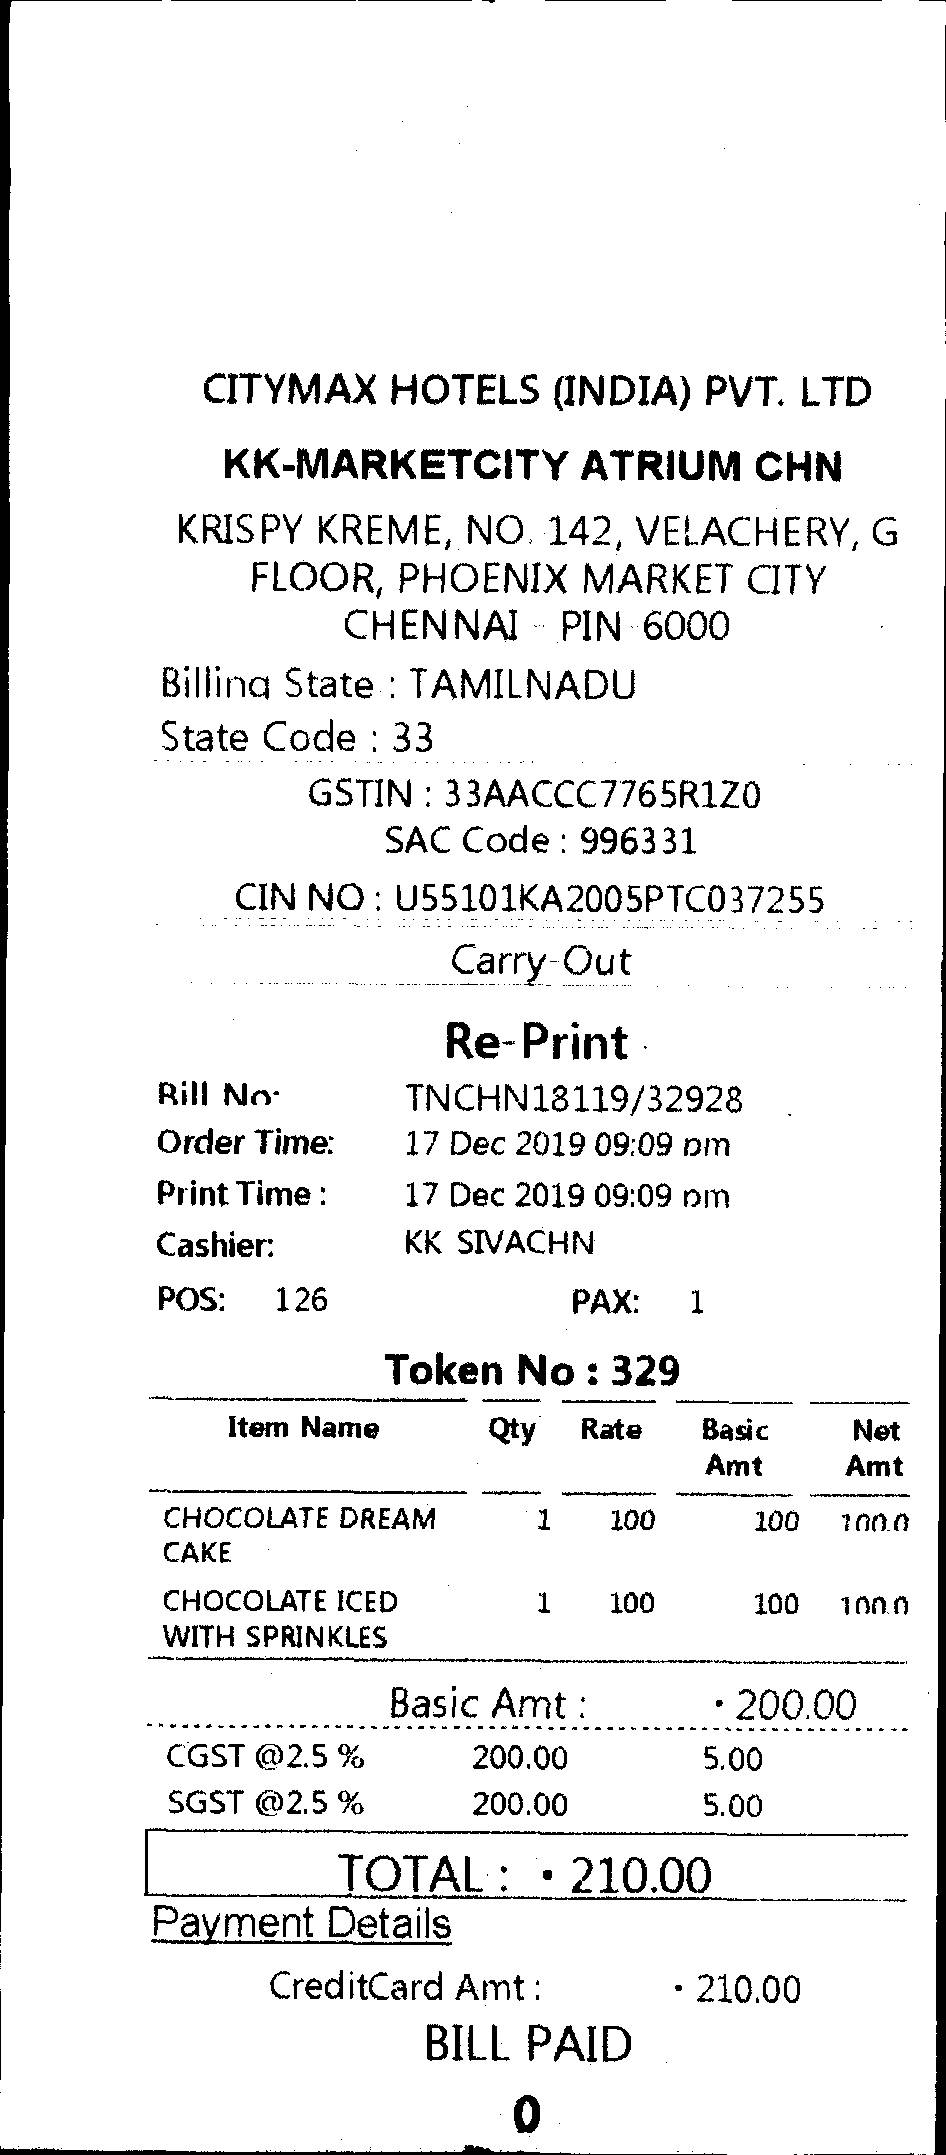 CITYMAX HOTELS (INDIA) PVT. LTD
KK-MARKETCITY ATRIUM CHN
KRISPY KREME, NO. 142, VELACHERY, G
FLOOR, PHOENIX MARKET CITY
CHENNAI - PIN 6000
Billing State : TAMILNADU
State Code : 33
GSTIN : 33AACCC7765R1Z0
SAC Code : 996331
CIN NO : U55101KA2005PTC037255
Carry-Out
Re-Print
Bill No: TNCHN18119/32928
Order Time: 17 Dec 2019 09:09 pm
Print Time : 17 Dec 2019 09:09 pm
Cashier: KK SIVACHN
POS: 126 PAX: 1
Token No : 329
Item Name Qty Rate Basic Net
Amt Amt
CHOCOLATE DREAM 1 100 100 100.0
CAKE
CHOCOLATE ICED 1 100 100 100.0
WITH SPRINKLES
Basic Amt : 200.00
CGST @2.5 % 200.00 5.00
SGST @2.5 % 200.00 5.00
TOTAL : 210.00
Payment Details
CreditCard Amt : 210.00
BILL PAID
0